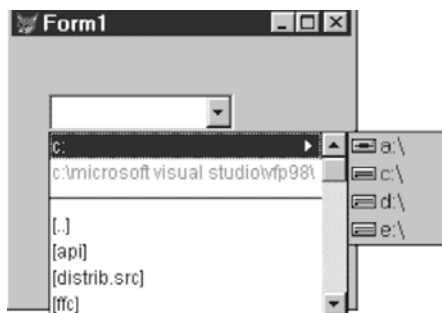 Form1
c:
c:\microsoft visual studio\vfp98\
[..]
[api]
[distrib.src]
[ffc]
a:\
c:\
d:\
e:\